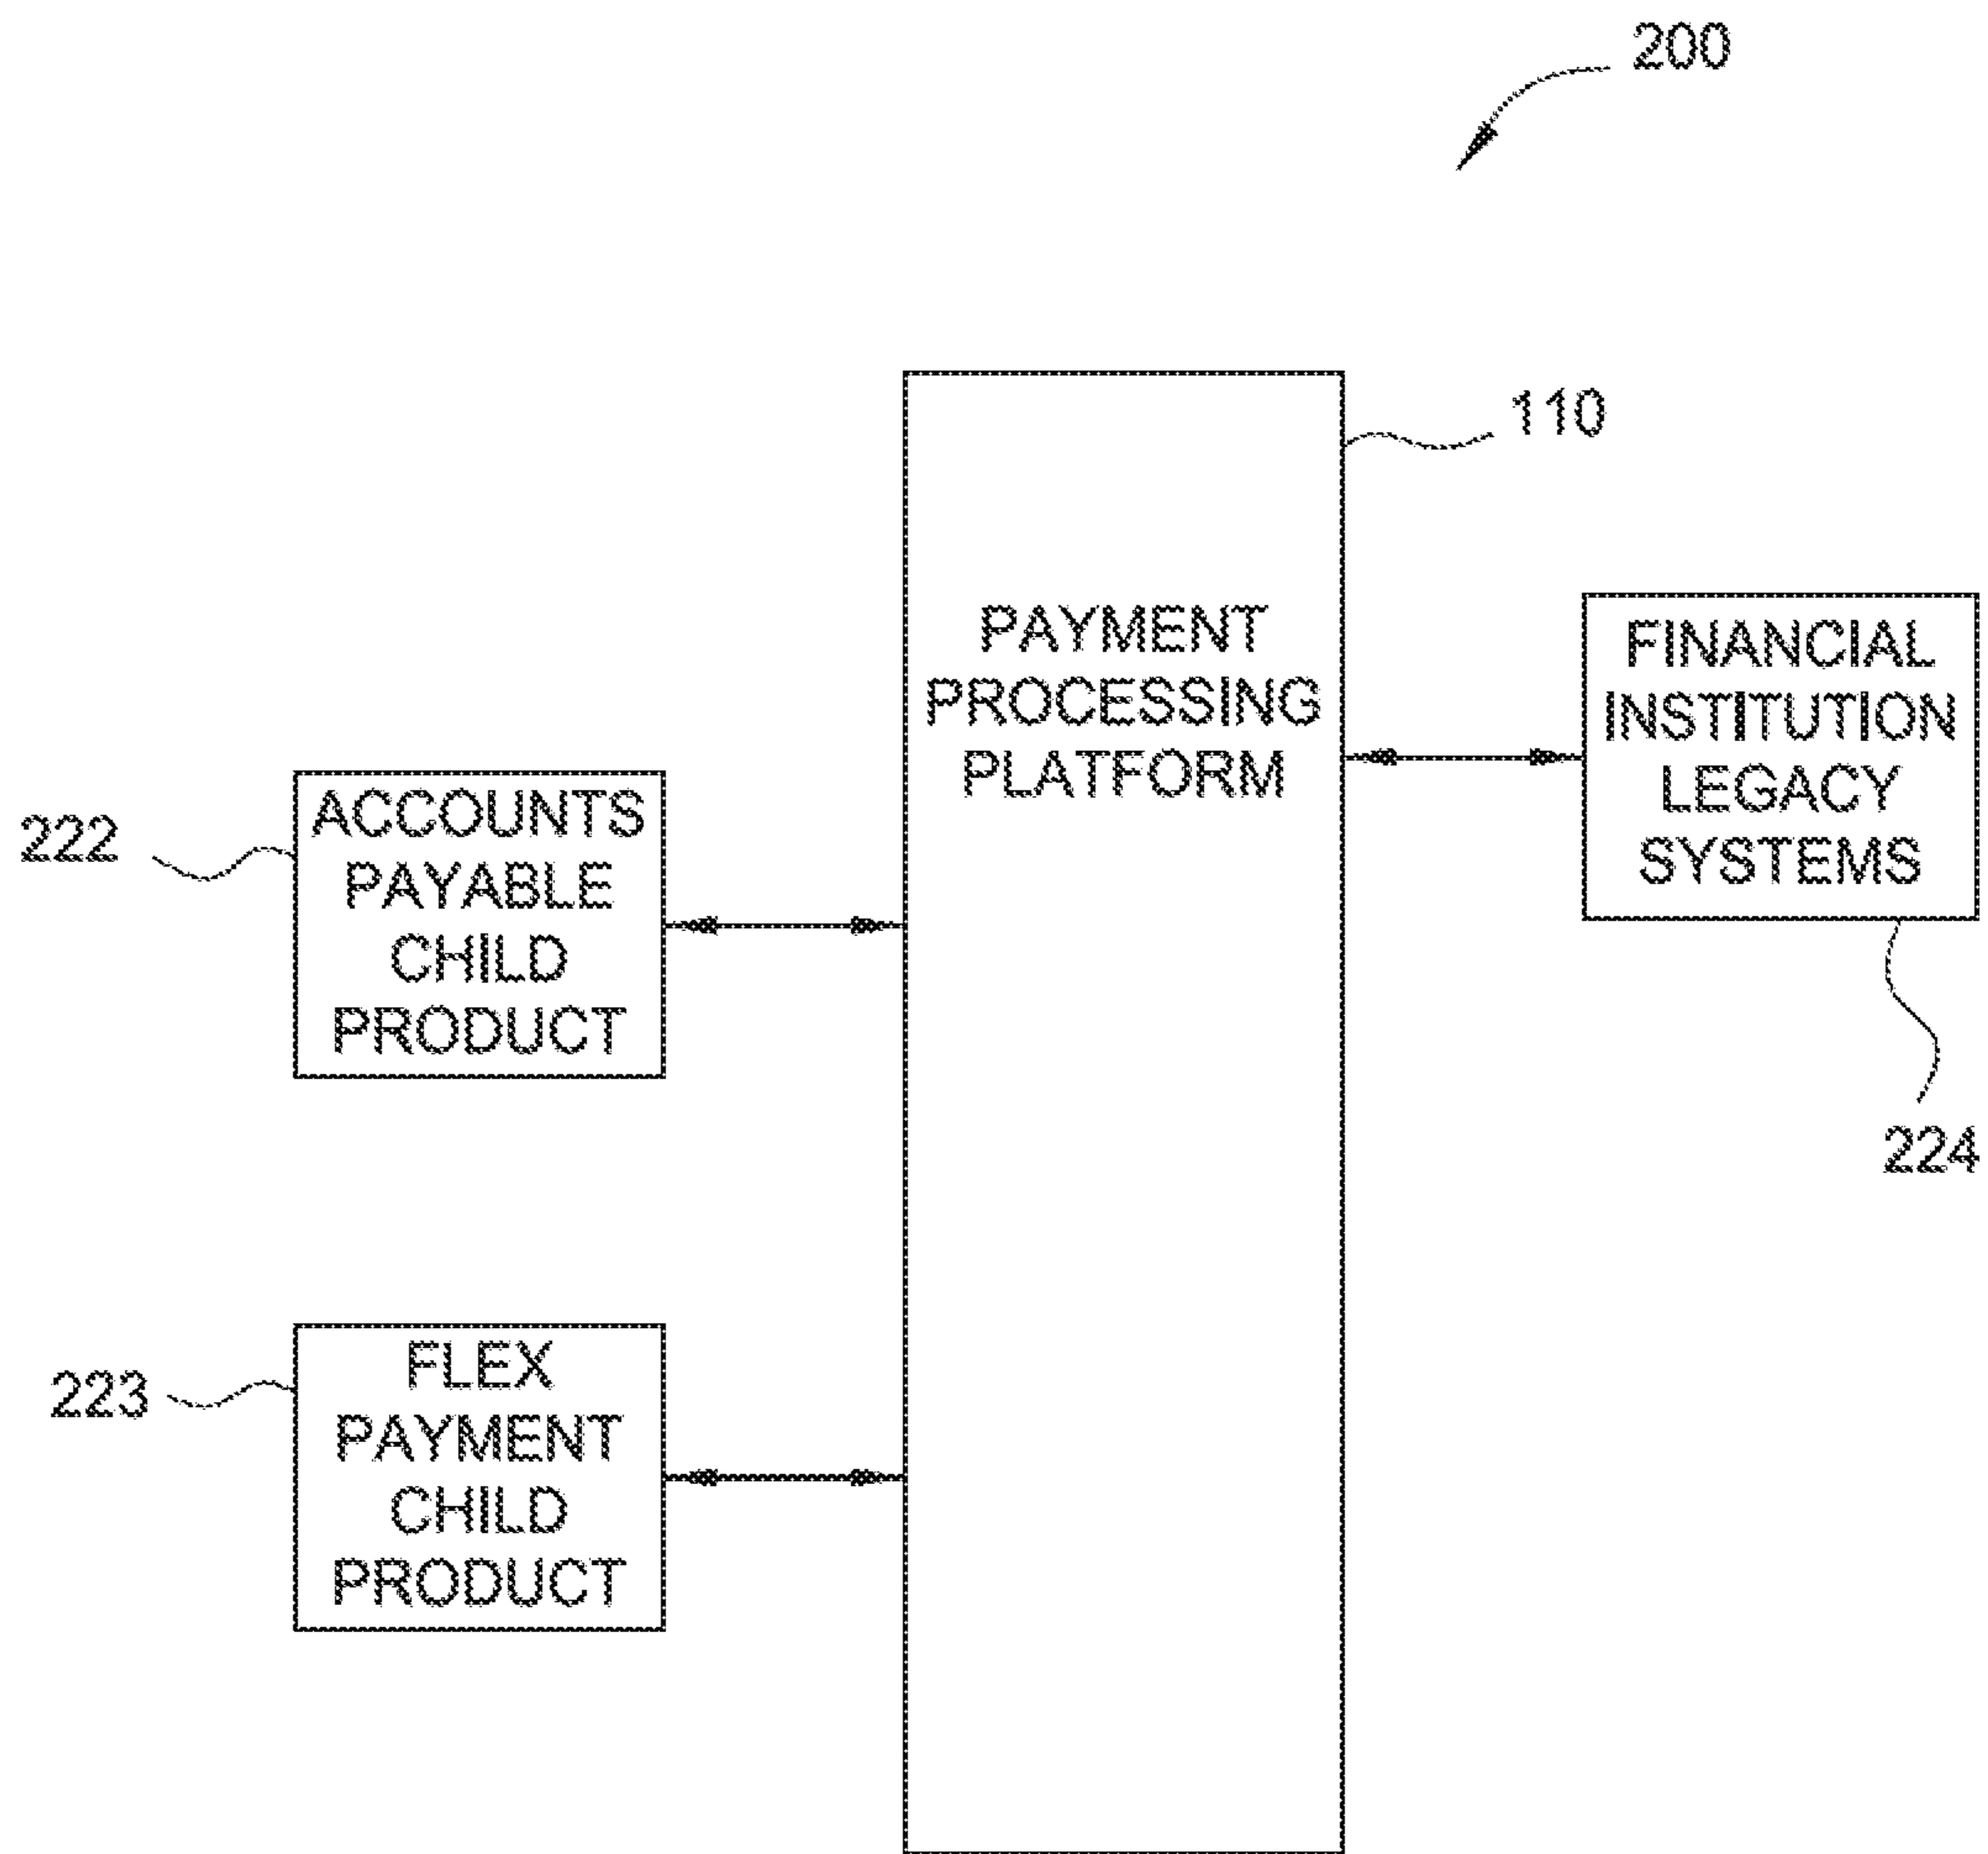 200
110
PAYMENT
PROCESSING
PLATFORM
FINANCIAL
INSTITUTION
LEGACY
SYSTEMS
224
222
ACCOUNTS
PAYABLE
CHILD
PRODUCT
223
FLEX
PAYMENT
CHILD
PRODUCT